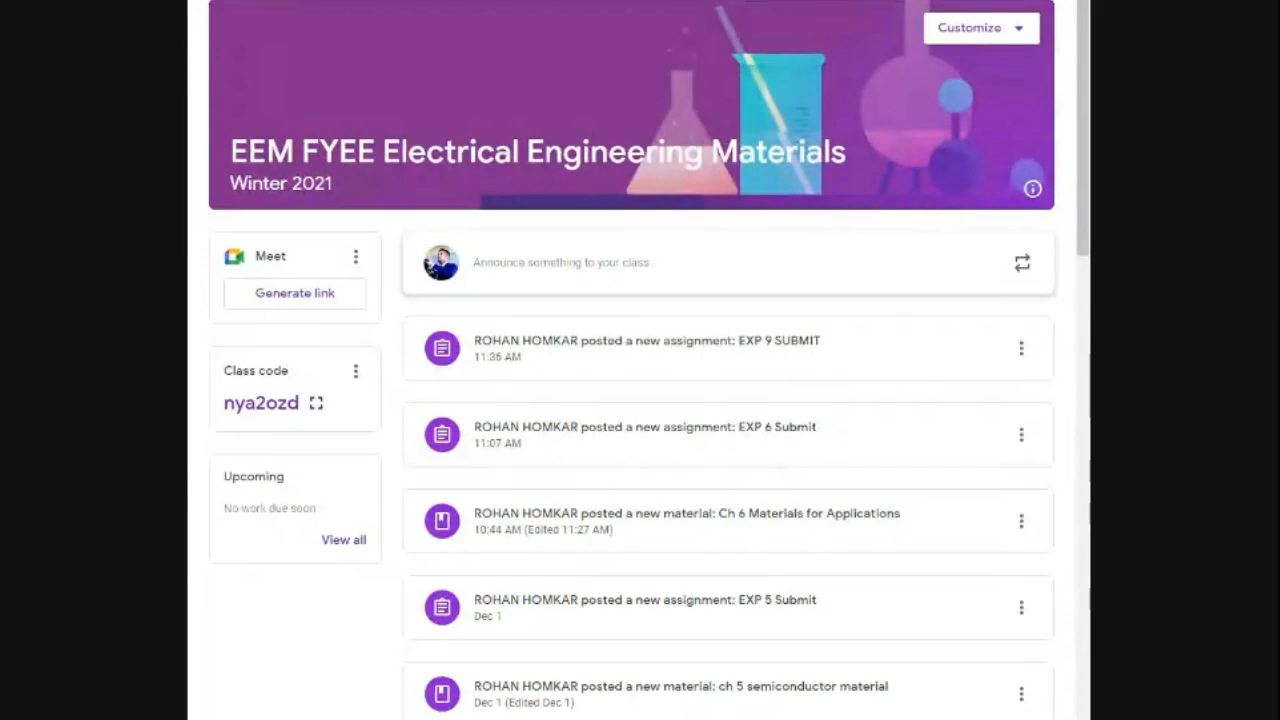 Customize
EEM FYEE Electrical Engineering Materials
Winter 2021
Meet
Generate link
Class code
nya2ozd
Upcoming
No work due soon
View all
Announce something to your class
ROHAN HOMKAR posted a new assignment: EXP 9 SUBMIT
11:36 AM
ROHAN HOMKAR posted a new assignment: EXP 6 Submit
11:07 AM
ROHAN HOMKAR posted a new material: Ch 6 Materials for Applications
10:44 AM (Edited 11:27 AM)
ROHAN HOMKAR posted a new assignment: EXP 5 Submit
Dec 1
ROHAN HOMKAR posted a new material: ch 5 semiconductor material
Dec 1 (Edited Dec 1)